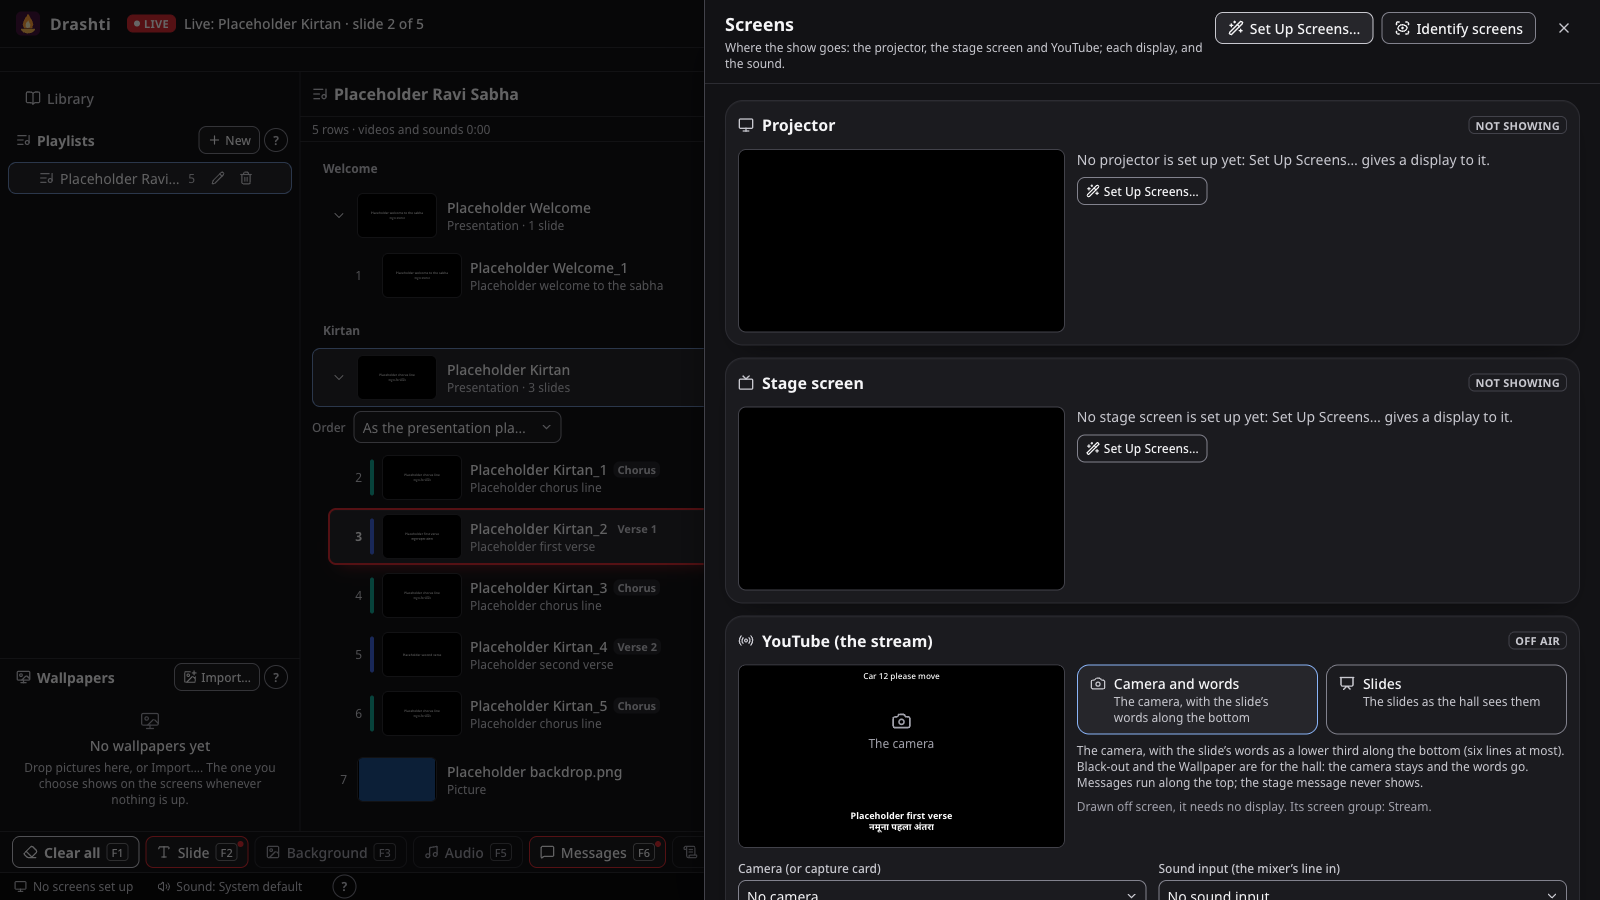 Drashti
LIVE
Live: Placeholder Kirtan · slide 2 of 5
Library
Playlists
New
?
Placeholder Ravi...
5
Wallpapers
Import...
?
No wallpapers yet
Drop pictures here, or Import.... The one you
choose shows on the screens whenever
nothing is up.
Placeholder Ravi Sabha
5 rows · videos and sounds 0:00
Welcome
Placeholder Welcome
Presentation · 1 slide
1
Placeholder Welcome_1
Placeholder welcome to the sabha
Kirtan
Placeholder Kirtan
Presentation · 3 slides
Order
As the presentation pla...
2
Placeholder Kirtan_1
Chorus
Placeholder chorus line
3
Placeholder Kirtan_2
Verse 1
Placeholder first verse
4
Placeholder Kirtan_3
Chorus
Placeholder chorus line
5
Placeholder Kirtan_4
Verse 2
Placeholder second verse
6
Placeholder Kirtan_5
Chorus
Placeholder chorus line
7
Placeholder backdrop.png
Picture
Clear all F1
Slide F2
Background F3
Audio F5
Messages F6
No screens set up
Sound: System default
?
Screens
Where the show goes: the projector, the stage screen and YouTube; each display, and
the sound.
Set Up Screens...
Identify screens
Projector
NOT SHOWING
No projector is set up yet: Set Up Screens... gives a display to it.
Set Up Screens...
Stage screen
NOT SHOWING
No stage screen is set up yet: Set Up Screens... gives a display to it.
Set Up Screens...
YouTube (the stream)
OFF AIR
Car 12 please move
The camera
Placeholder first verse
नमूना पहला अंतरा
Camera and words
The camera, with the slide's
words along the bottom
Slides
The slides as the hall sees them
The camera, with the slide's words as a lower third along the bottom (six lines at most).
Black-out and the Wallpaper are for the hall: the camera stays and the words go.
Messages run along the top; the stage message never shows.
Drawn off screen, it needs no display. Its screen group: Stream.
Camera (or capture card)
No camera
Sound input (the mixer's line in)
No sound input